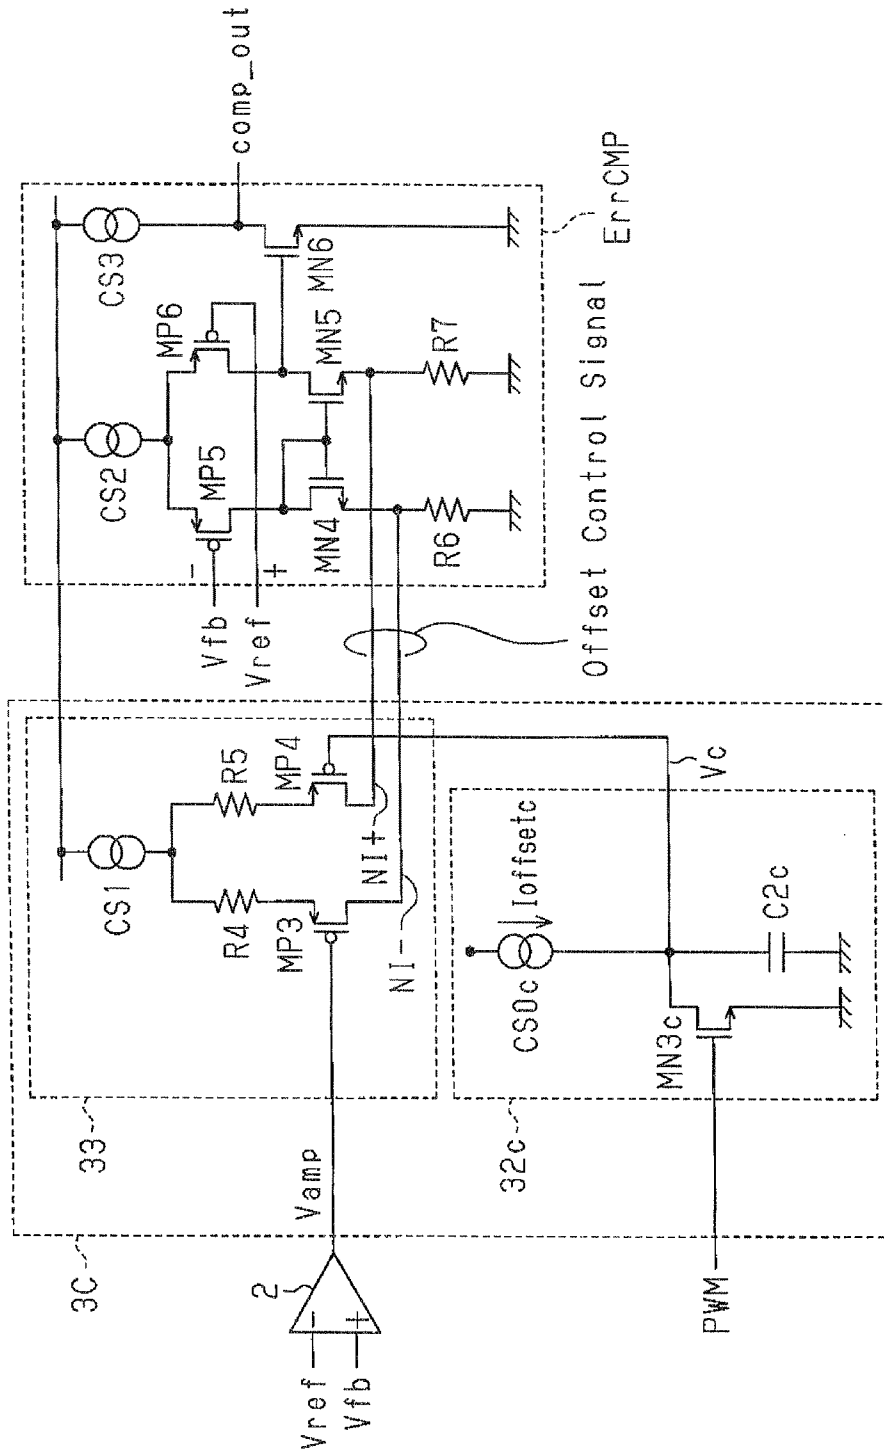 3C
33
CS1
R4
R5
MP3
MP4
NI-
NI+
Vref
Vfb
-
+
2
Vamp
PWM
32c
CS0c
Ioffsetc
MN3c
C2c
Vc
Vfb
Vref
-
+
CS2
CS3
MP5
MP6
MN4
MN5
MN6
R6
R7
comp_out
ErrCMP
Offset Control Signal